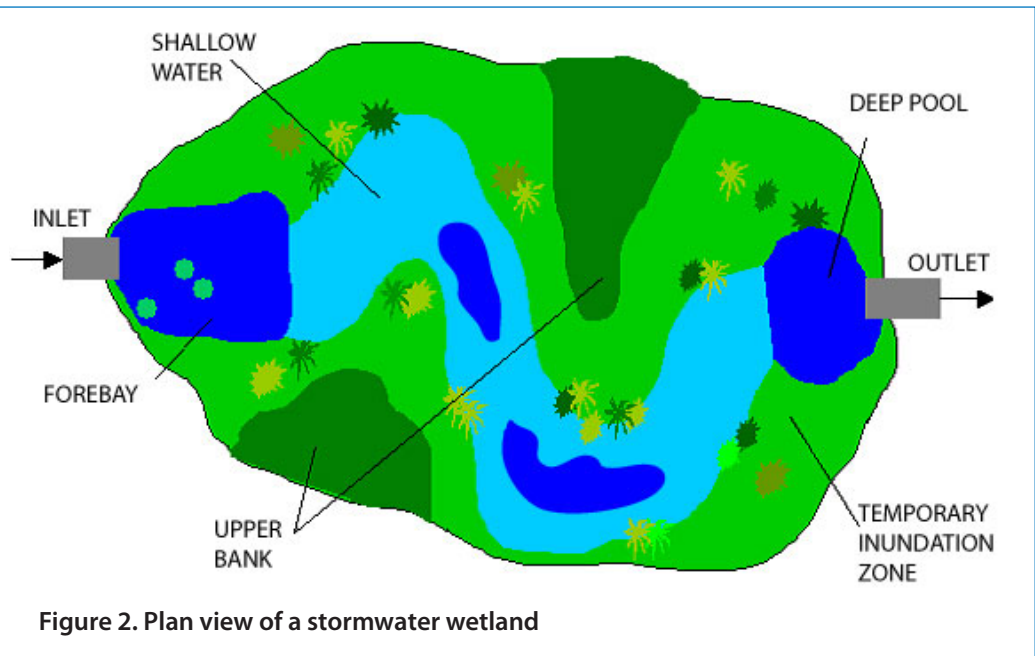 SHALLOW
WATER
DEEP POOL
INLET
OUTLET
FOREBAY
UPPER
BANK
TEMPORARY
INUNDATION
ZONE
Figure 2. Plan view of a stormwater wetland